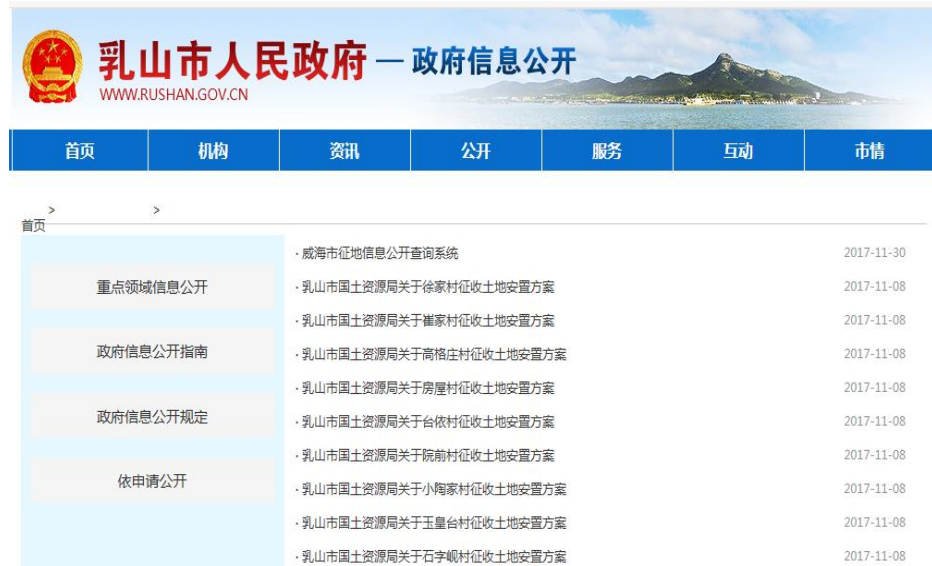 乳山市人民政府 — 政府信息公开
WWW.RUSHAN.GOV.CN
首页 机构 资讯 公开 服务 互动 市情
首页 > >
重点领域信息公开
政府信息公开指南
政府信息公开规定
依申请公开
· 威海市征地信息公开查询系统 2017-11-30
· 乳山市国土资源局关于徐家村征收土地安置方案 2017-11-08
· 乳山市国土资源局关于崔家村征收土地安置方案 2017-11-08
· 乳山市国土资源局关于高格庄村征收土地安置方案 2017-11-08
· 乳山市国土资源局关于房屋村征收土地安置方案 2017-11-08
· 乳山市国土资源局关于台依村征收土地安置方案 2017-11-08
· 乳山市国土资源局关于院前村征收土地安置方案 2017-11-08
· 乳山市国土资源局关于小陶家村征收土地安置方案 2017-11-08
· 乳山市国土资源局关于玉皇台村征收土地安置方案 2017-11-08
· 乳山市国土资源局关于石字岘村征收土地安置方案 2017-11-08